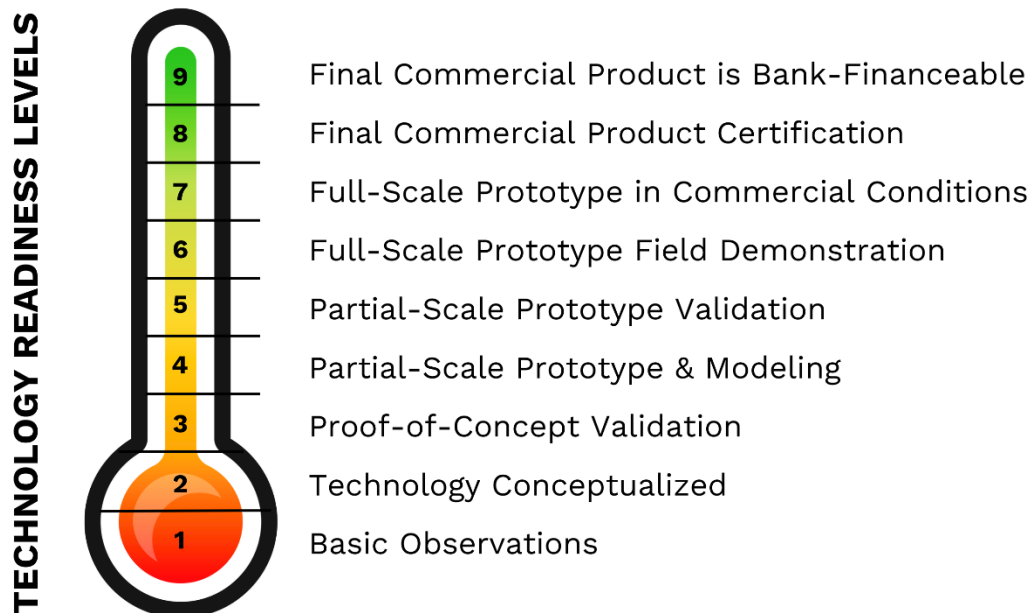 TECHNOLOGY READINESS LEVELS
9 Final Commercial Product is Bank-Financeable
8 Final Commercial Product Certification
7 Full-Scale Prototype in Commercial Conditions
6 Full-Scale Prototype Field Demonstration
5 Partial-Scale Prototype Validation
4 Partial-Scale Prototype & Modeling
3 Proof-of-Concept Validation
2 Technology Conceptualized
1 Basic Observations